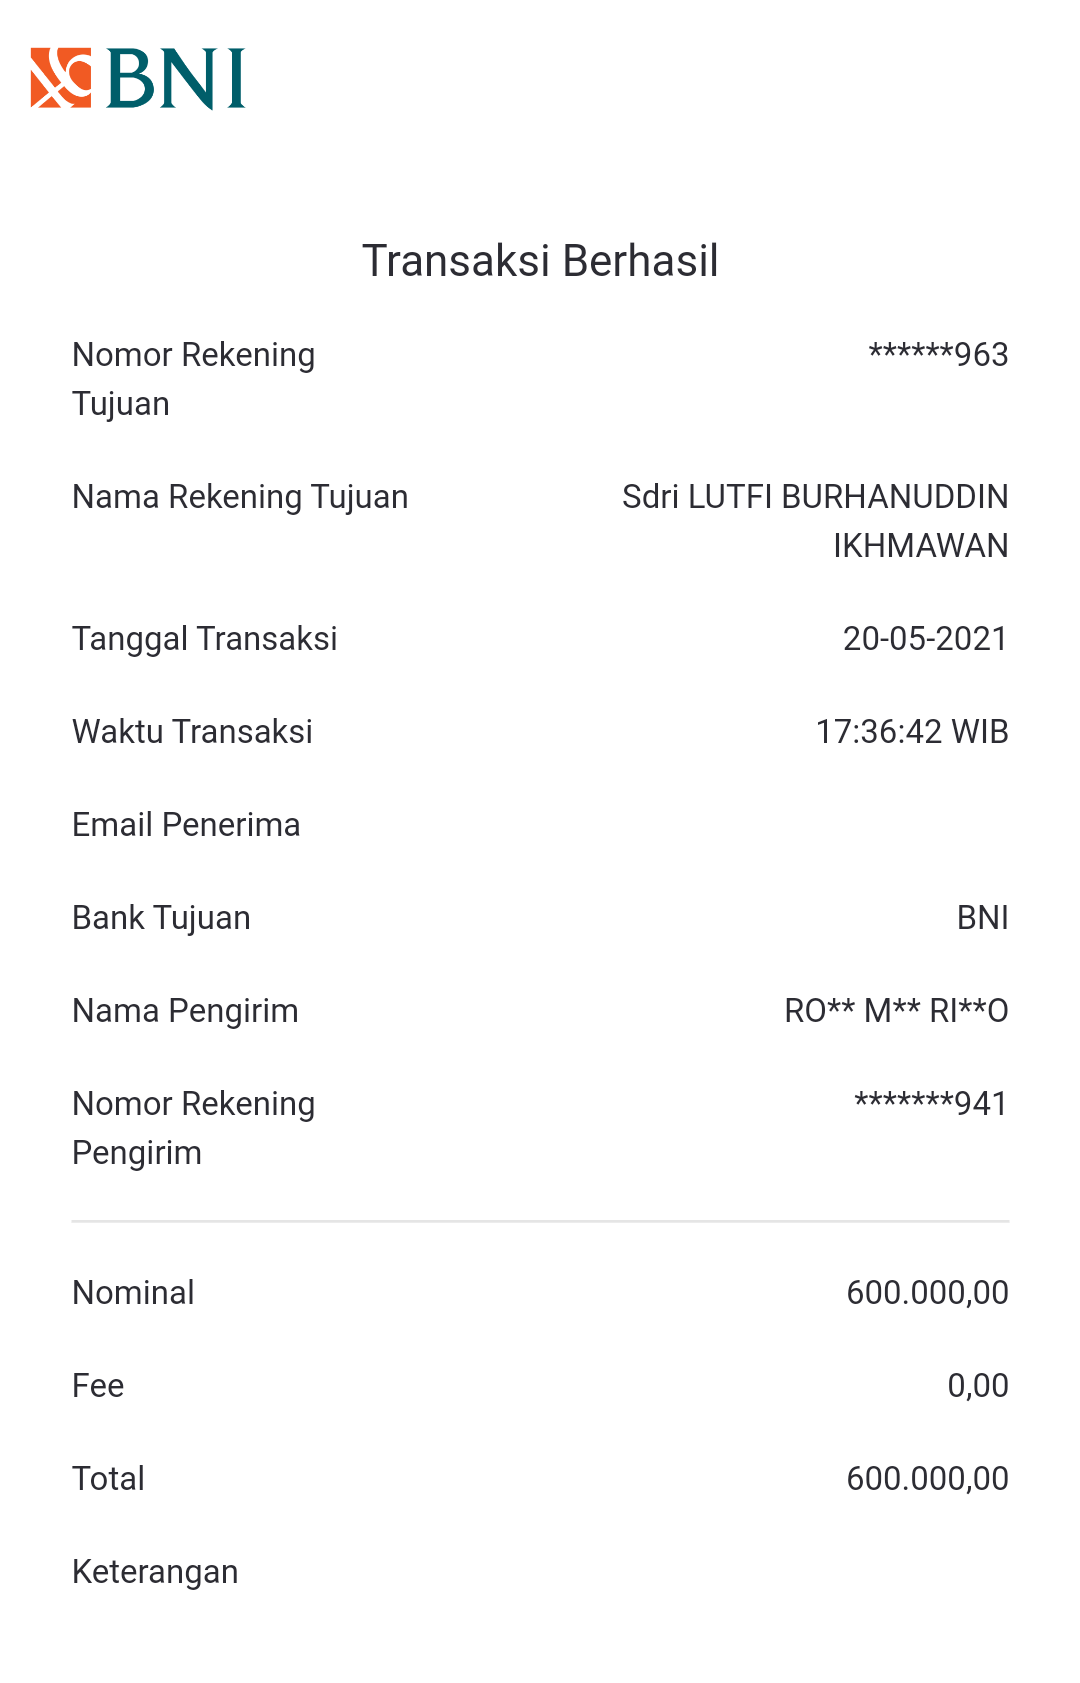 BNI
Transaksi Berhasil
Nomor Rekening ******963
Tujuan
Nama Rekening Tujuan Sdri LUTFI BURHANUDDIN
IKHMAWAN
Tanggal Transaksi 20-05-2021
Waktu Transaksi 17:36:42 WIB
Email Penerima
Bank Tujuan BNI
Nama Pengirim RO** M** RI**O
Nomor Rekening *******941
Pengirim
Nominal 600.000,00
Fee 0,00
Total 600.000,00
Keterangan